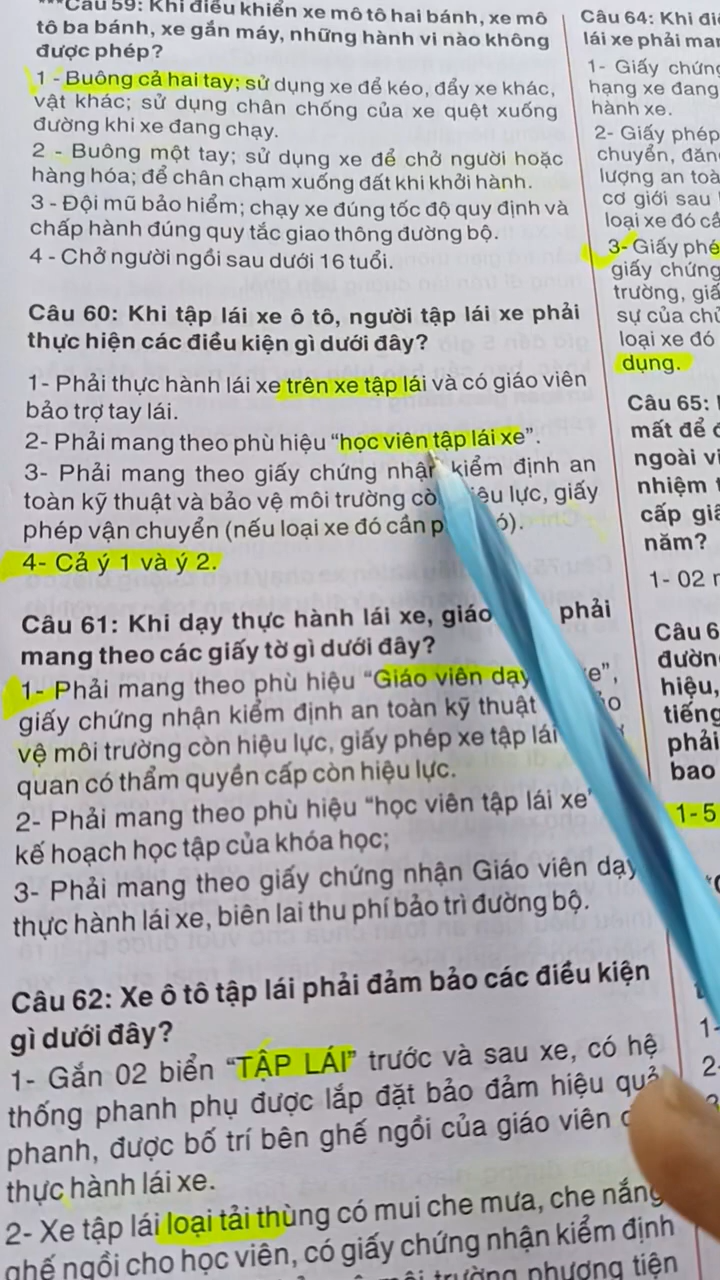 ***Câu 59: Khi điều khiển xe mô tô hai bánh, xe mô
tô ba bánh, xe gắn máy, những hành vi nào không
được phép?
1 - Buông cả hai tay; sử dụng xe để kéo, đẩy xe khác,
vật khác; sử dụng chân chống của xe quệt xuống
đường khi xe đang chạy.
2 - Buông một tay; sử dụng xe để chở người hoặc
hàng hóa; để chân chạm xuống đất khi khởi hành.
3 - Đội mũ bảo hiểm; chạy xe đúng tốc độ quy định và
chấp hành đúng quy tắc giao thông đường bộ.
4 - Chở người ngồi sau dưới 16 tuổi.
Câu 60: Khi tập lái xe ô tô, người tập lái xe phải
thực hiện các điều kiện gì dưới đây?
1- Phải thực hành lái xe trên xe tập lái và có giáo viên
bảo trợ tay lái.
2- Phải mang theo phù hiệu “học viên tập lái xe”.
3- Phải mang theo giấy chứng nhận kiểm định an
toàn kỹ thuật và bảo vệ môi trường còn hiệu lực, giấy
phép vận chuyển (nếu loại xe đó cần có).
4- Cả ý 1 và ý 2.
Câu 61: Khi dạy thực hành lái xe, giáo phải
mang theo các giấy tờ gì dưới đây?
1- Phải mang theo phù hiệu “Giáo viên dạy xe”,
giấy chứng nhận kiểm định an toàn kỹ thuật
vệ môi trường còn hiệu lực, giấy phép xe tập lái
quan có thẩm quyền cấp còn hiệu lực.
2- Phải mang theo phù hiệu “học viên tập lái xe”
kế hoạch học tập của khóa học;
3- Phải mang theo giấy chứng nhận Giáo viên dạy
thực hành lái xe, biên lai thu phí bảo trì đường bộ.
Câu 62: Xe ô tô tập lái phải đảm bảo các điều kiện
gì dưới đây?
1- Gắn 02 biển “TẬP LÁI” trước và sau xe, có hệ
thống phanh phụ được lắp đặt bảo đảm hiệu quả
phanh, được bố trí bên ghế ngồi của giáo viên
thực hành lái xe.
2- Xe tập lái loại tải thùng có mui che mưa, che nắng
ghế ngồi cho học viên, có giấy chứng nhận kiểm định
trường phương tiện
Câu 64: Khi
lái xe phải
1- Giấy chứng
hạng xe đang
hành xe.
2- Giấy phép
chuyển,
lượng an
cơ giới sau
loại xe đó
3- Giấy
giấy chứng
trường,
sự của
loại xe đó
dụng.
Câu 65:
mất để
ngoài
nhiệm
cấp
năm?
1- 02
Câu
hiệu,
tiếng
phải
bao
1- 5
1-
2-